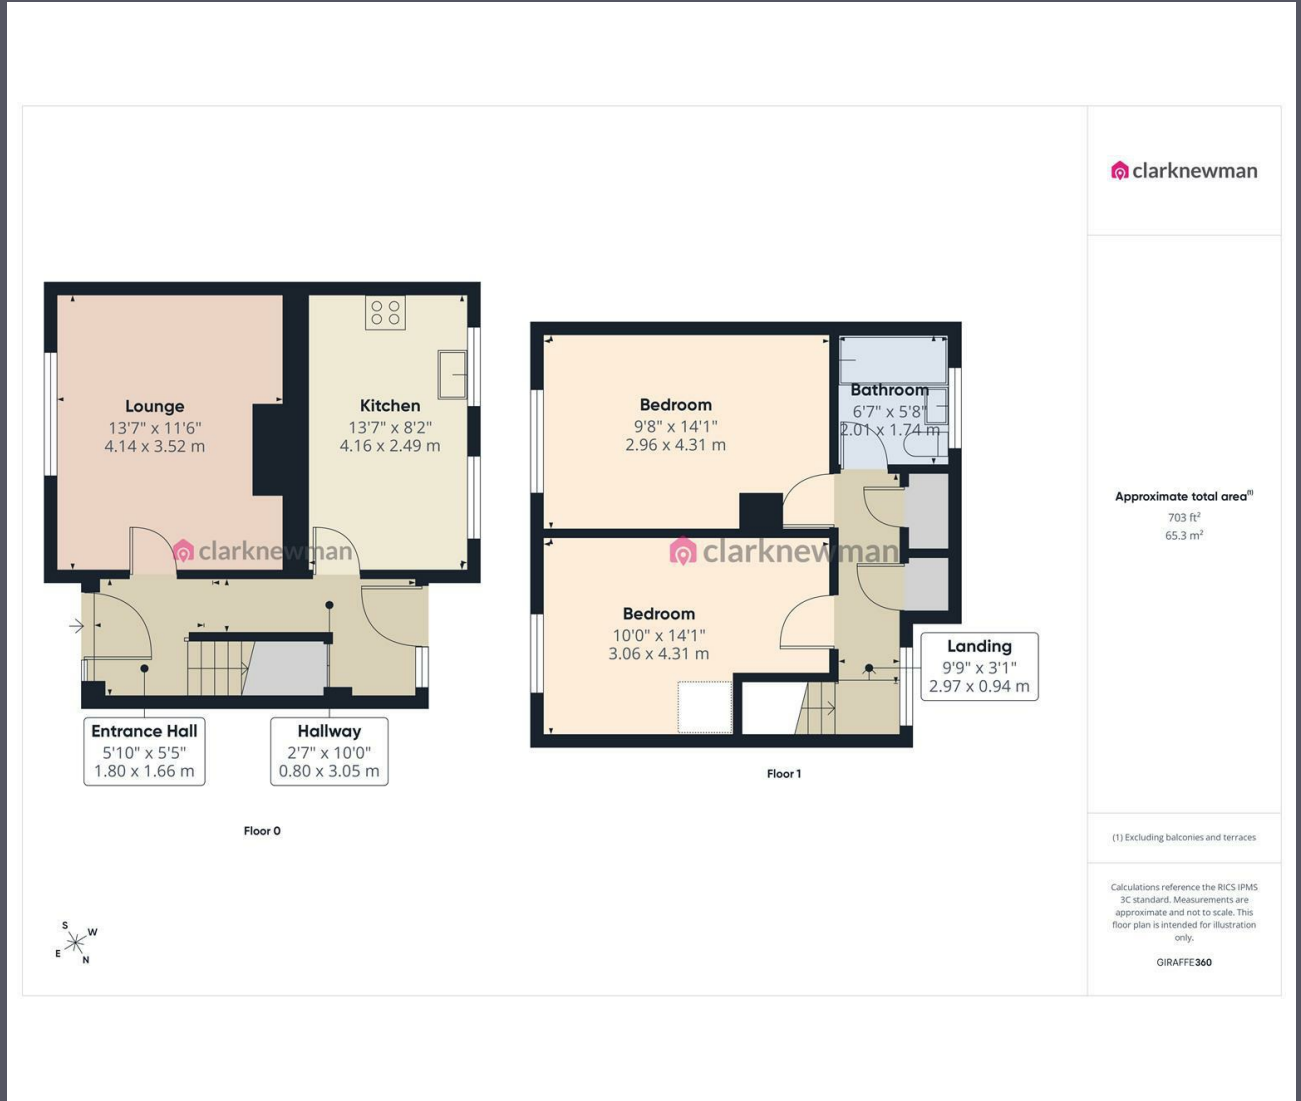 clarknewman
Lounge
13'7" x 11'6"
4.14 x 3.52 m
Kitchen
13'7" x 8'2"
4.16 x 2.49 m
clarknewman
Entrance Hall
5'10" x 5'5"
1.80 x 1.66 m
Hallway
2'7" x 10'0"
0.80 x 3.05 m
Floor 0
Bedroom
9'8" x 14'1"
2.96 x 4.31 m
Bathroom
6'7" x 5'8"
2.01 x 1.74 m
clarknewman
Bedroom
10'0" x 14'1"
3.06 x 4.31 m
Landing
9'9" x 3'1"
2.97 x 0.94 m
Floor 1
Approximate total area(1)
703 ft²
65.3 m²
(1) Excluding balconies and terraces
Calculations reference the RICS IPMS
3C standard. Measurements are
approximate and not to scale. This
floor plan is intended for illustration
only.
GIRAFFE360
S
W
E
N